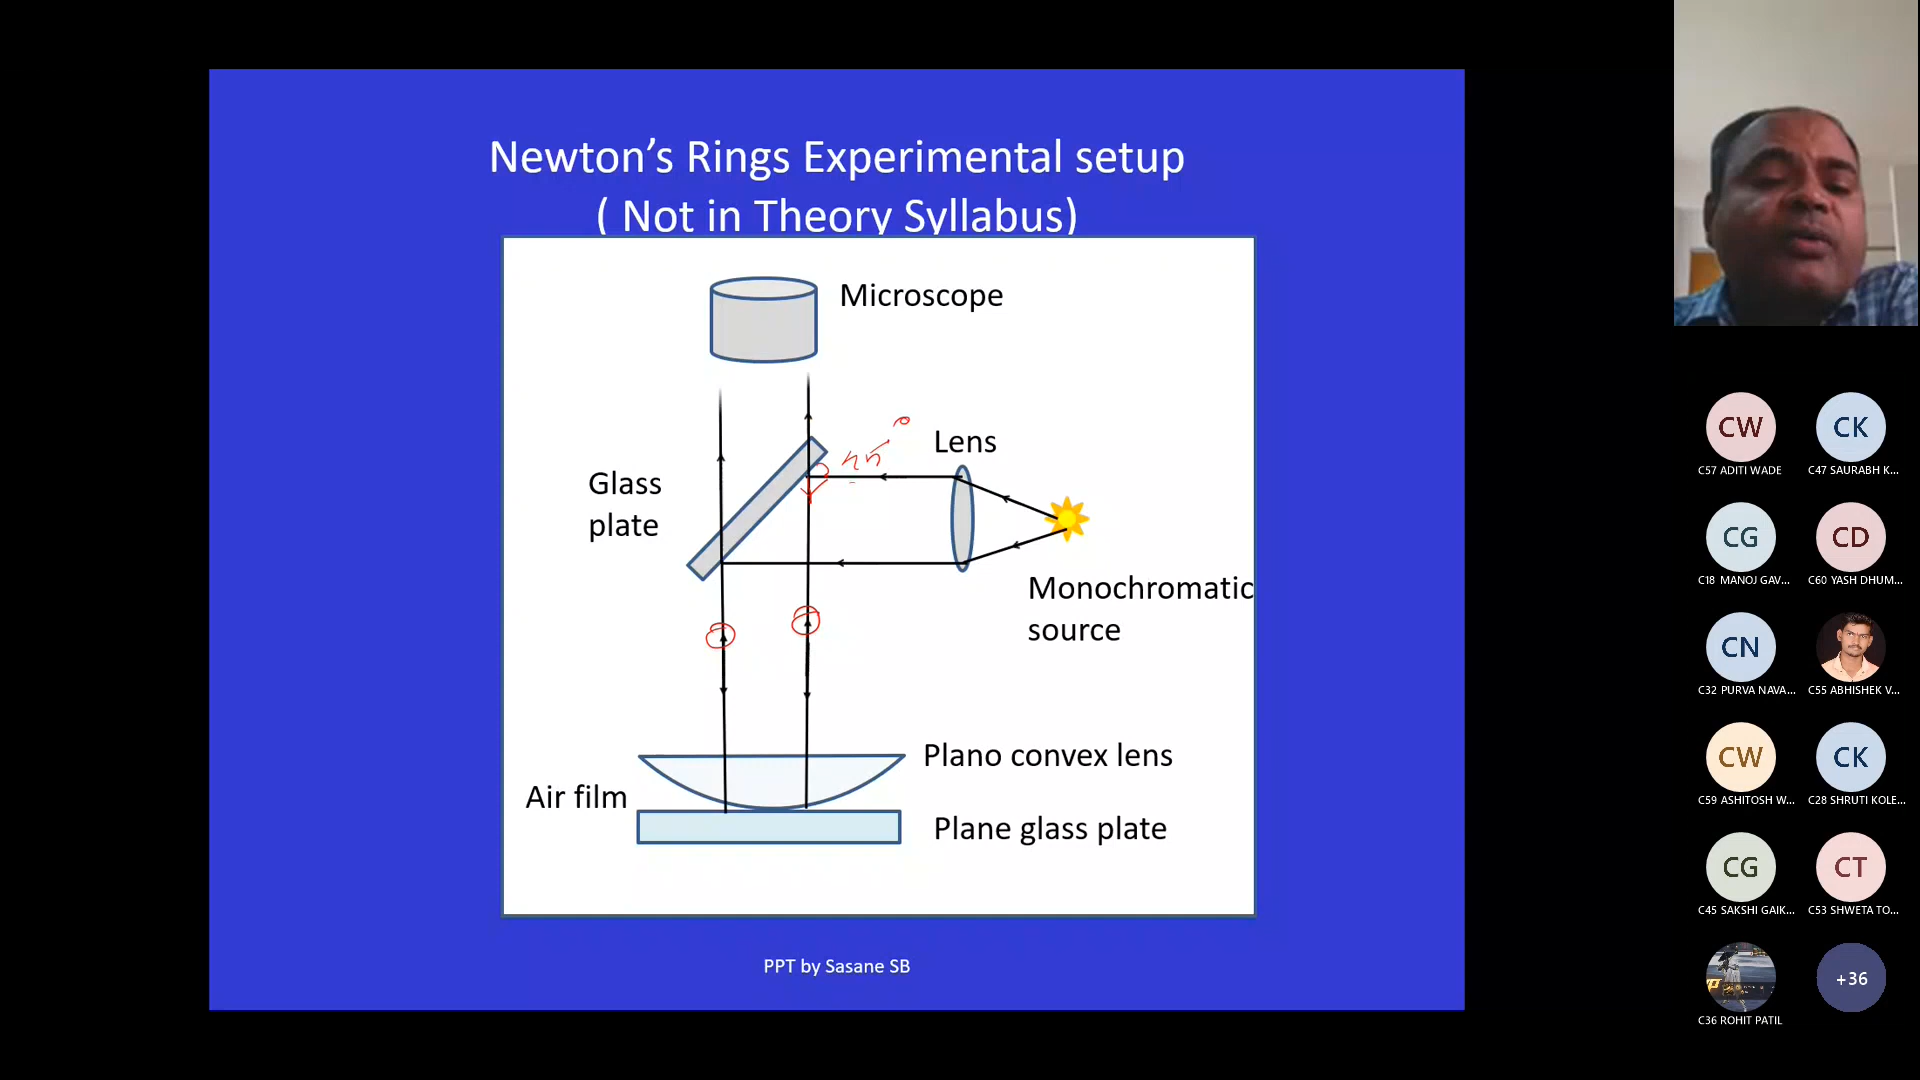 Newton's Rings Experimental setup
( Not in Theory Syllabus)
Microscope
45°
Lens
Glass
plate
Monochromatic
source
Plano convex lens
Air film
Plane glass plate
PPT by Sasane SB
CW
C57 ADITI WADE
CK
C47 SAURABH K...
CG
C18 MANOJ GAV...
CD
C60 YASH DHUM...
CN
C32 PURVA NAVA...
C55 ABHISHEK V...
CW
C59 ASHITOSH W...
CK
C28 SHRUTI KOLE...
CG
C45 SAKSHI GAIK...
CT
C53 SHWETA TO...
C36 ROHIT PATIL
+36